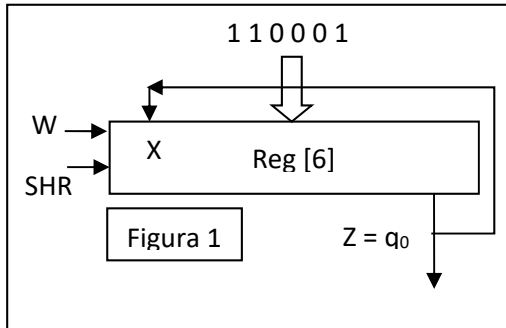 1 1 0 0 0 1
W
X
Reg [6]
SHR
Figura 1
Z = q₀